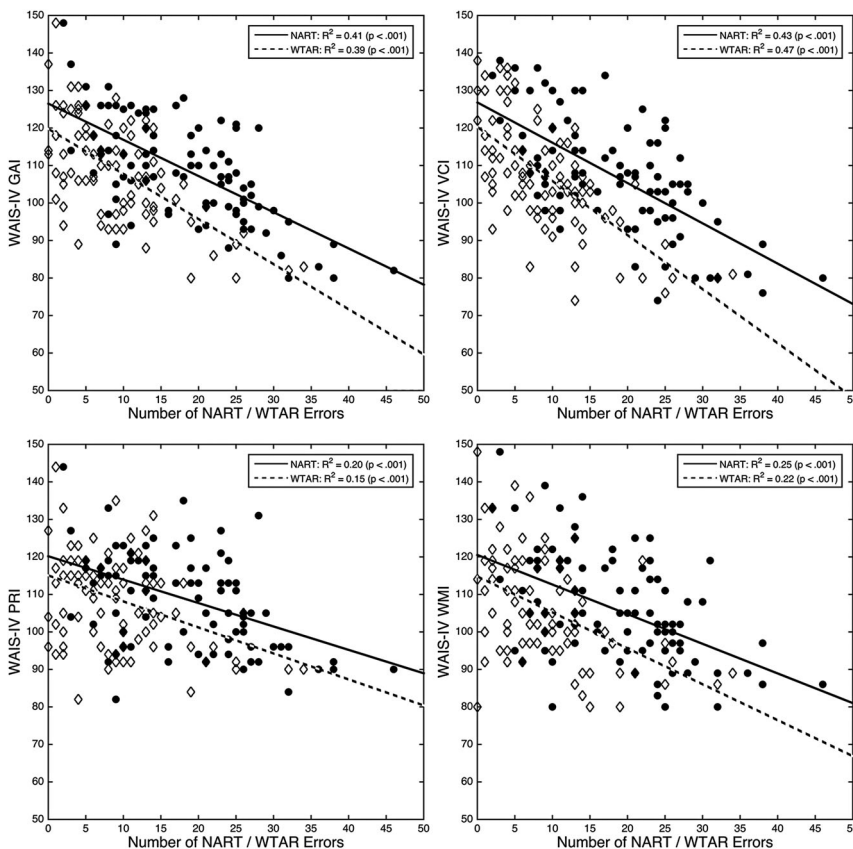 150
140
130
120
110
100
90
80
70
60
50
WAIS-IV GAI
NART: R² = 0.41 (p < .001)
WTAR: R² = 0.39 (p <.001)
0 5 10 15 20 25 30 35 40 45 50
Number of NART / WTAR Errors
150
140
130
120
110
100
90
80
70
60
50
WAIS-IV VCI
NART: R² = 0.43 (p < .001)
WTAR: R² = 0.47 (p <.001)
0 5 10 15 20 25 30 35 40 45 50
Number of NART / WTAR Errors
150
140
130
120
110
100
90
80
70
60
50
WAIS-IV PRI
NART: R² = 0.20 (p < .001)
WTAR: R² = 0.15 (p <.001)
0 5 10 15 20 25 30 35 40 45 50
Number of NART / WTAR Errors
150
140
130
120
110
100
90
80
70
60
50
WAIS-IV WMI
NART: R² = 0.25 (p < .001)
WTAR: R² = 0.22 (p <.001)
0 5 10 15 20 25 30 35 40 45 50
Number of NART / WTAR Errors